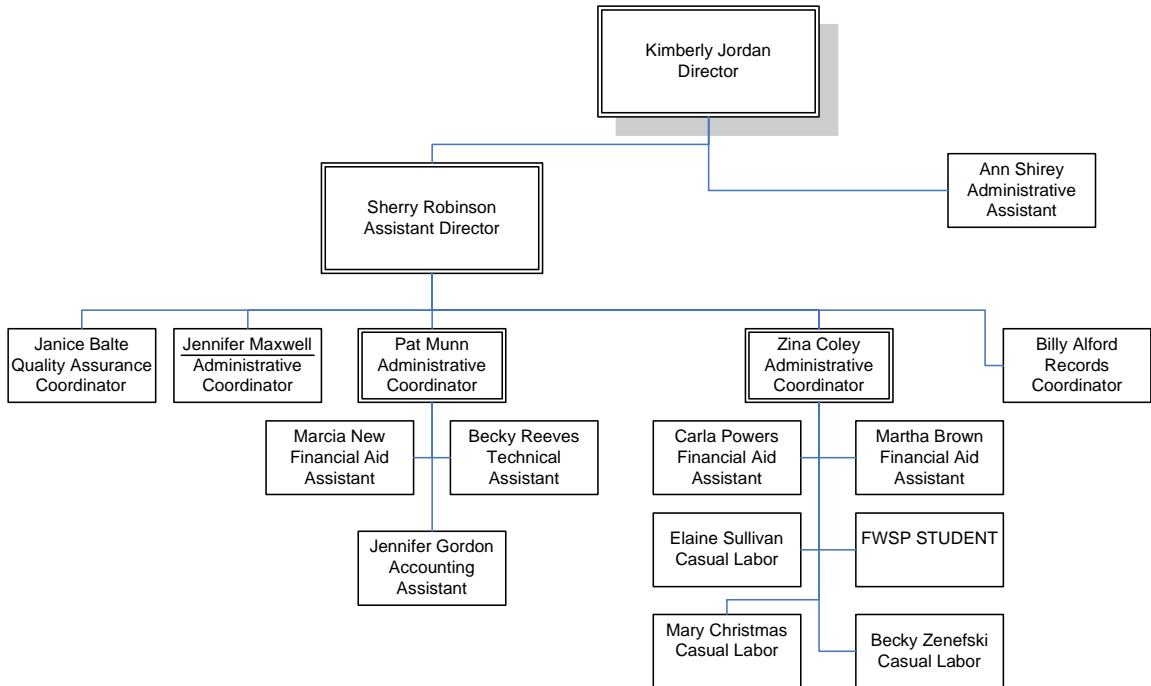 Kimberly Jordan
Director
Ann Shirey
Administrative
Assistant
Sherry Robinson
Assistant Director
Janice Balte
Quality Assurance
Coordinator
Jennifer Maxwell
Administrative
Coordinator
Pat Munn
Administrative
Coordinator
Zina Coley
Administrative
Coordinator
Billy Alford
Records
Coordinator
Marcia New
Financial Aid
Assistant
Becky Reeves
Technical
Assistant
Carla Powers
Financial Aid
Assistant
Martha Brown
Financial Aid
Assistant
Jennifer Gordon
Accounting
Assistant
Elaine Sullivan
Casual Labor
FWSP STUDENT
Mary Christmas
Casual Labor
Becky Zenefski
Casual Labor